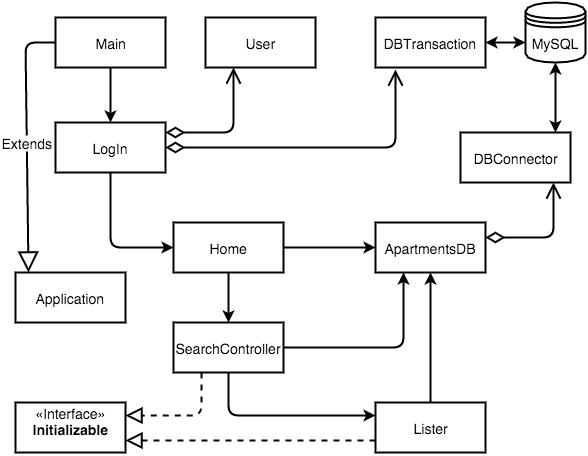 Main
User
DBTransaction
MySQL
Extends
LogIn
DBConnector
Home
ApartmentsDB
Application
SearchController
«Interface»
Initializable
Lister